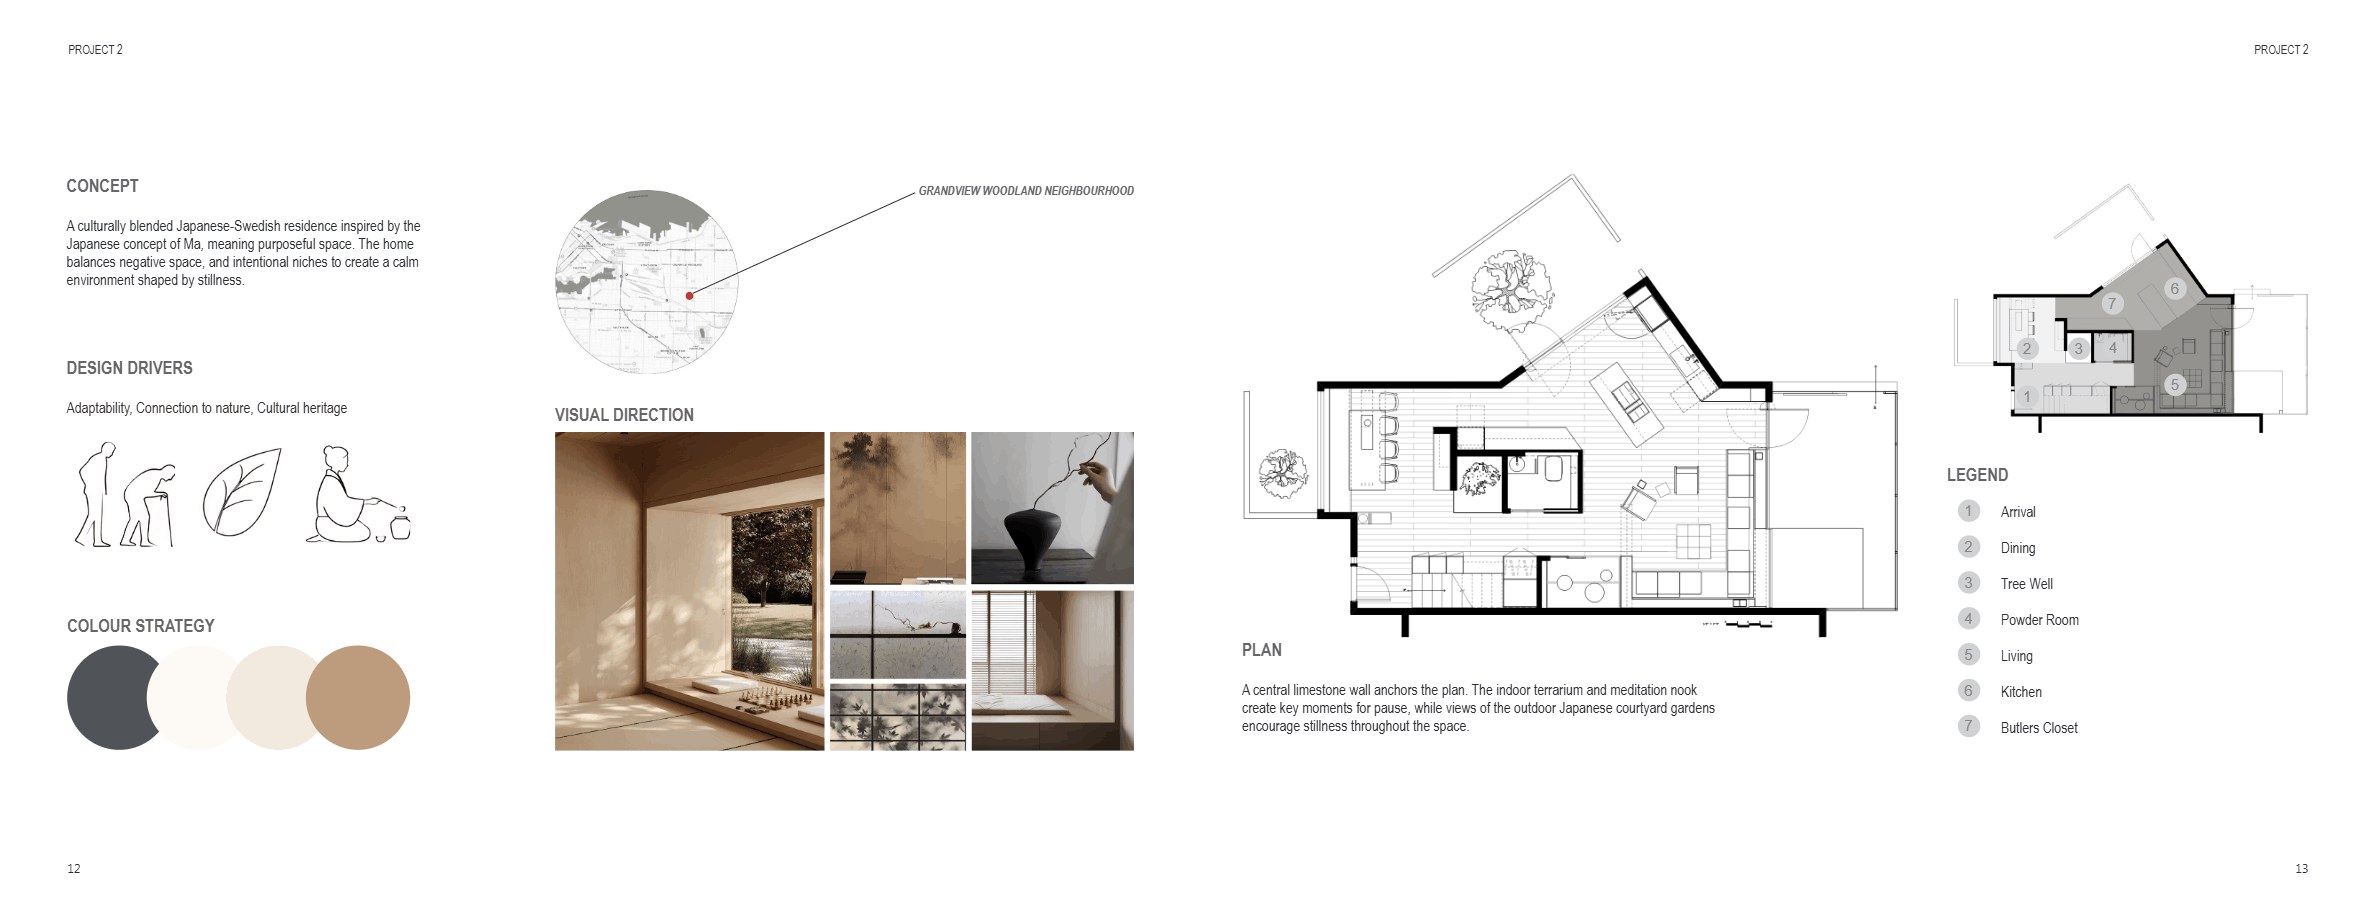 PROJECT 2
PROJECT 2
CONCEPT
A culturally blended Japanese-Swedish residence inspired by the
Japanese concept of Ma, meaning purposeful space. The home
balances negative space, and intentional niches to create a calm
environment shaped by stillness.
DESIGN DRIVERS
Adaptability, Connection to nature, Cultural heritage
COLOUR STRATEGY
GRANDVIEW WOODLAND NEIGHBOURHOOD
VISUAL DIRECTION
PLAN
A central limestone wall anchors the plan. The indoor terrarium and meditation nook
create key moments for pause, while views of the outdoor Japanese courtyard gardens
encourage stillness throughout the space.
6
7
2
3
4
5
1
LEGEND
1 Arrival
2 Dining
3 Tree Well
4 Powder Room
5 Living
6 Kitchen
7 Butlers Closet
12
13